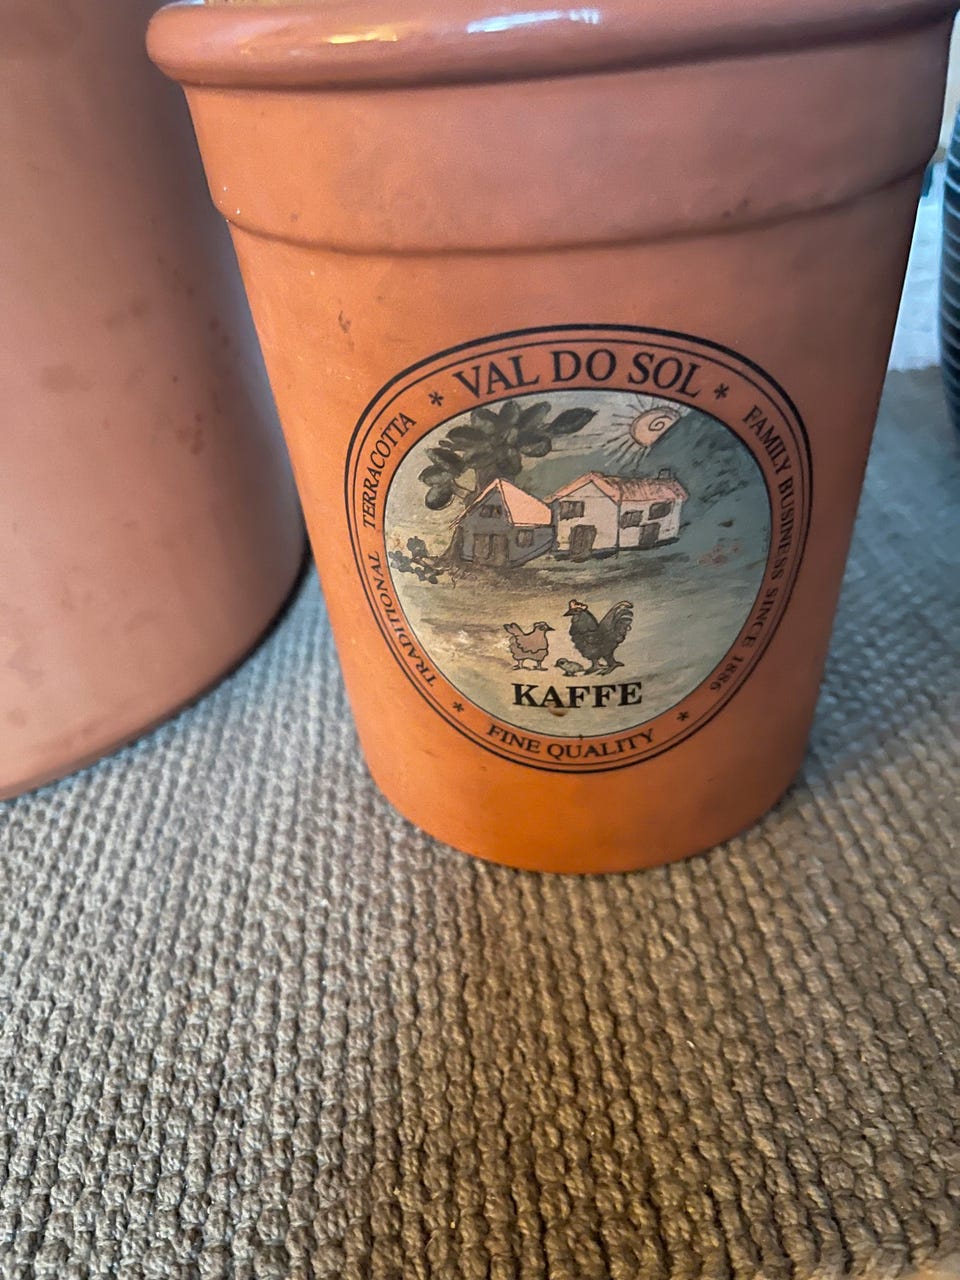 * VAL DO SOL *
TRADITIONAL TERRACOTTA
FAMILY BUSINESS SINCE 1886
KAFFE
* FINE QUALITY *